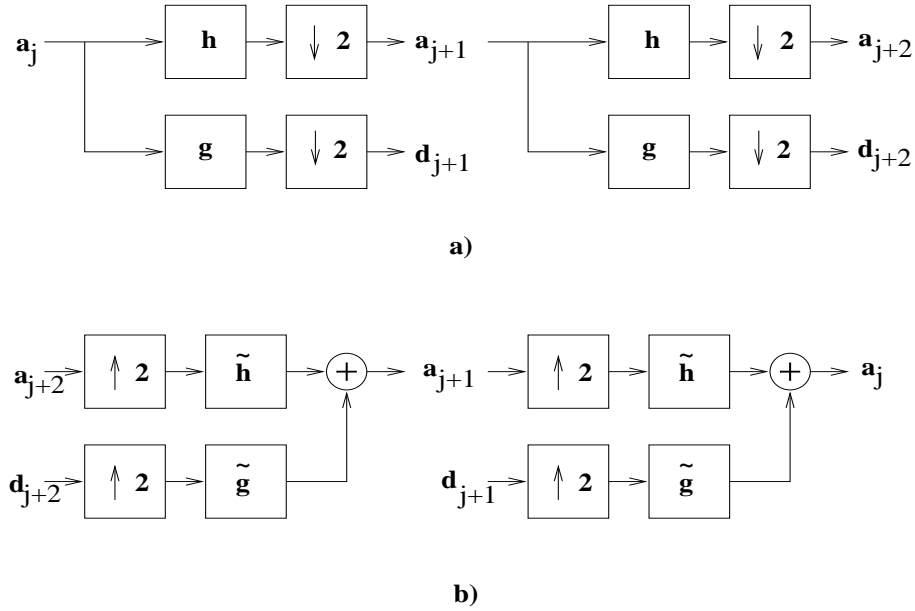 a_j h ↓ 2 a_{j+1} h ↓ 2 a_{j+2}
g ↓ 2 d_{j+1} g ↓ 2 d_{j+2}
a)
a_{j+2} ↑ 2 h̃ + a_{j+1} ↑ 2 h̃ + a_j
d_{j+2} ↑ 2 g̃ d_{j+1} ↑ 2 g̃
b)